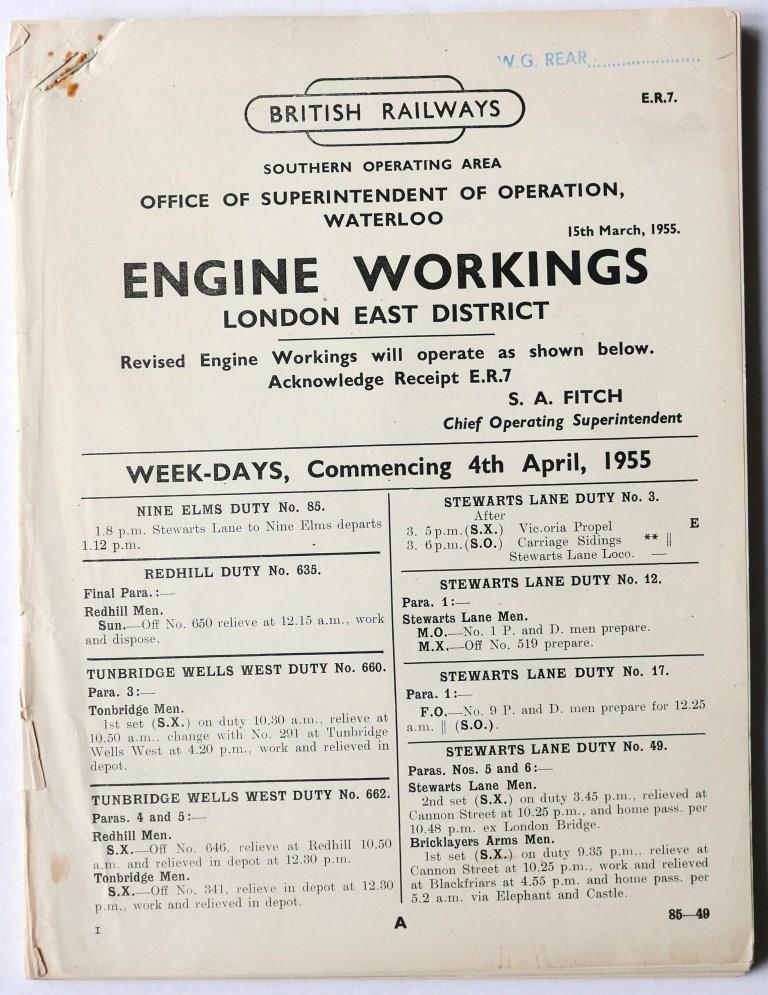 W.G. REAR
BRITISH RAILWAYS
E.R.7.
SOUTHERN OPERATING AREA
OFFICE OF SUPERINTENDENT OF OPERATION,
WATERLOO
15th March, 1955.
ENGINE WORKINGS
LONDON EAST DISTRICT
Revised Engine Workings will operate as shown below.
Acknowledge Receipt E.R.7
S. A. FITCH
Chief Operating Superintendent
WEEK-DAYS, Commencing 4th April, 1955
NINE ELMS DUTY No. 85.
1.8 p.m. Stewarts Lane to Nine Elms departs
1.12 p.m.
REDHILL DUTY No. 635.
Final Para.:—
Redhill Men.
Sun.—Off No. 650 relieve at 12.15 a.m., work
and dispose.
TUNBRIDGE WELLS WEST DUTY No. 660.
Para. 3:—
Tonbridge Men.
1st set (S.X.) on duty 10.30 a.m., relieve at
10.50 a.m., change with No. 291 at Tunbridge
Wells West at 4.20 p.m., work and relieved in
depot.
TUNBRIDGE WELLS WEST DUTY No. 662.
Paras. 4 and 5:—
Redhill Men.
S.X.—Off No. 646, relieve at Redhill 10.50
a.m. and relieved in depot at 12.30 p.m.
Tonbridge Men.
S.X.—Off No. 341, relieve in depot at 12.30
p.m., work and relieved in depot.
STEWARTS LANE DUTY No. 3.
After
3. 5 p.m. (S.X.) Vic.oria Propel E
3. 6 p.m. (S.O.) Carriage Sidings ** ||
Stewarts Lane Loco. —
STEWARTS LANE DUTY No. 12.
Para. 1:—
Stewarts Lane Men.
M.O.—No. 1 P. and D. men prepare.
M.X.—Off No. 519 prepare.
STEWARTS LANE DUTY No. 17.
Para. 1:—
F.O.—No. 9 P. and D. men prepare for 12.25
a.m. || (S.O.).
STEWARTS LANE DUTY No. 49.
Paras. Nos. 5 and 6:—
Stewarts Lane Men.
2nd set (S.X.) on duty 3.45 p.m., relieved at
Cannon Street at 10.25 p.m., and home pass. per
10.48 p.m. ex London Bridge.
Bricklayers Arms Men.
1st set (S.X.) on duty 9.35 p.m., relieve at
Cannon Street at 10.25 p.m., work and relieved
at Blackfriars at 4.55 p.m. and home pass. per
5.2 a.m. via Elephant and Castle.
I
A
85—49